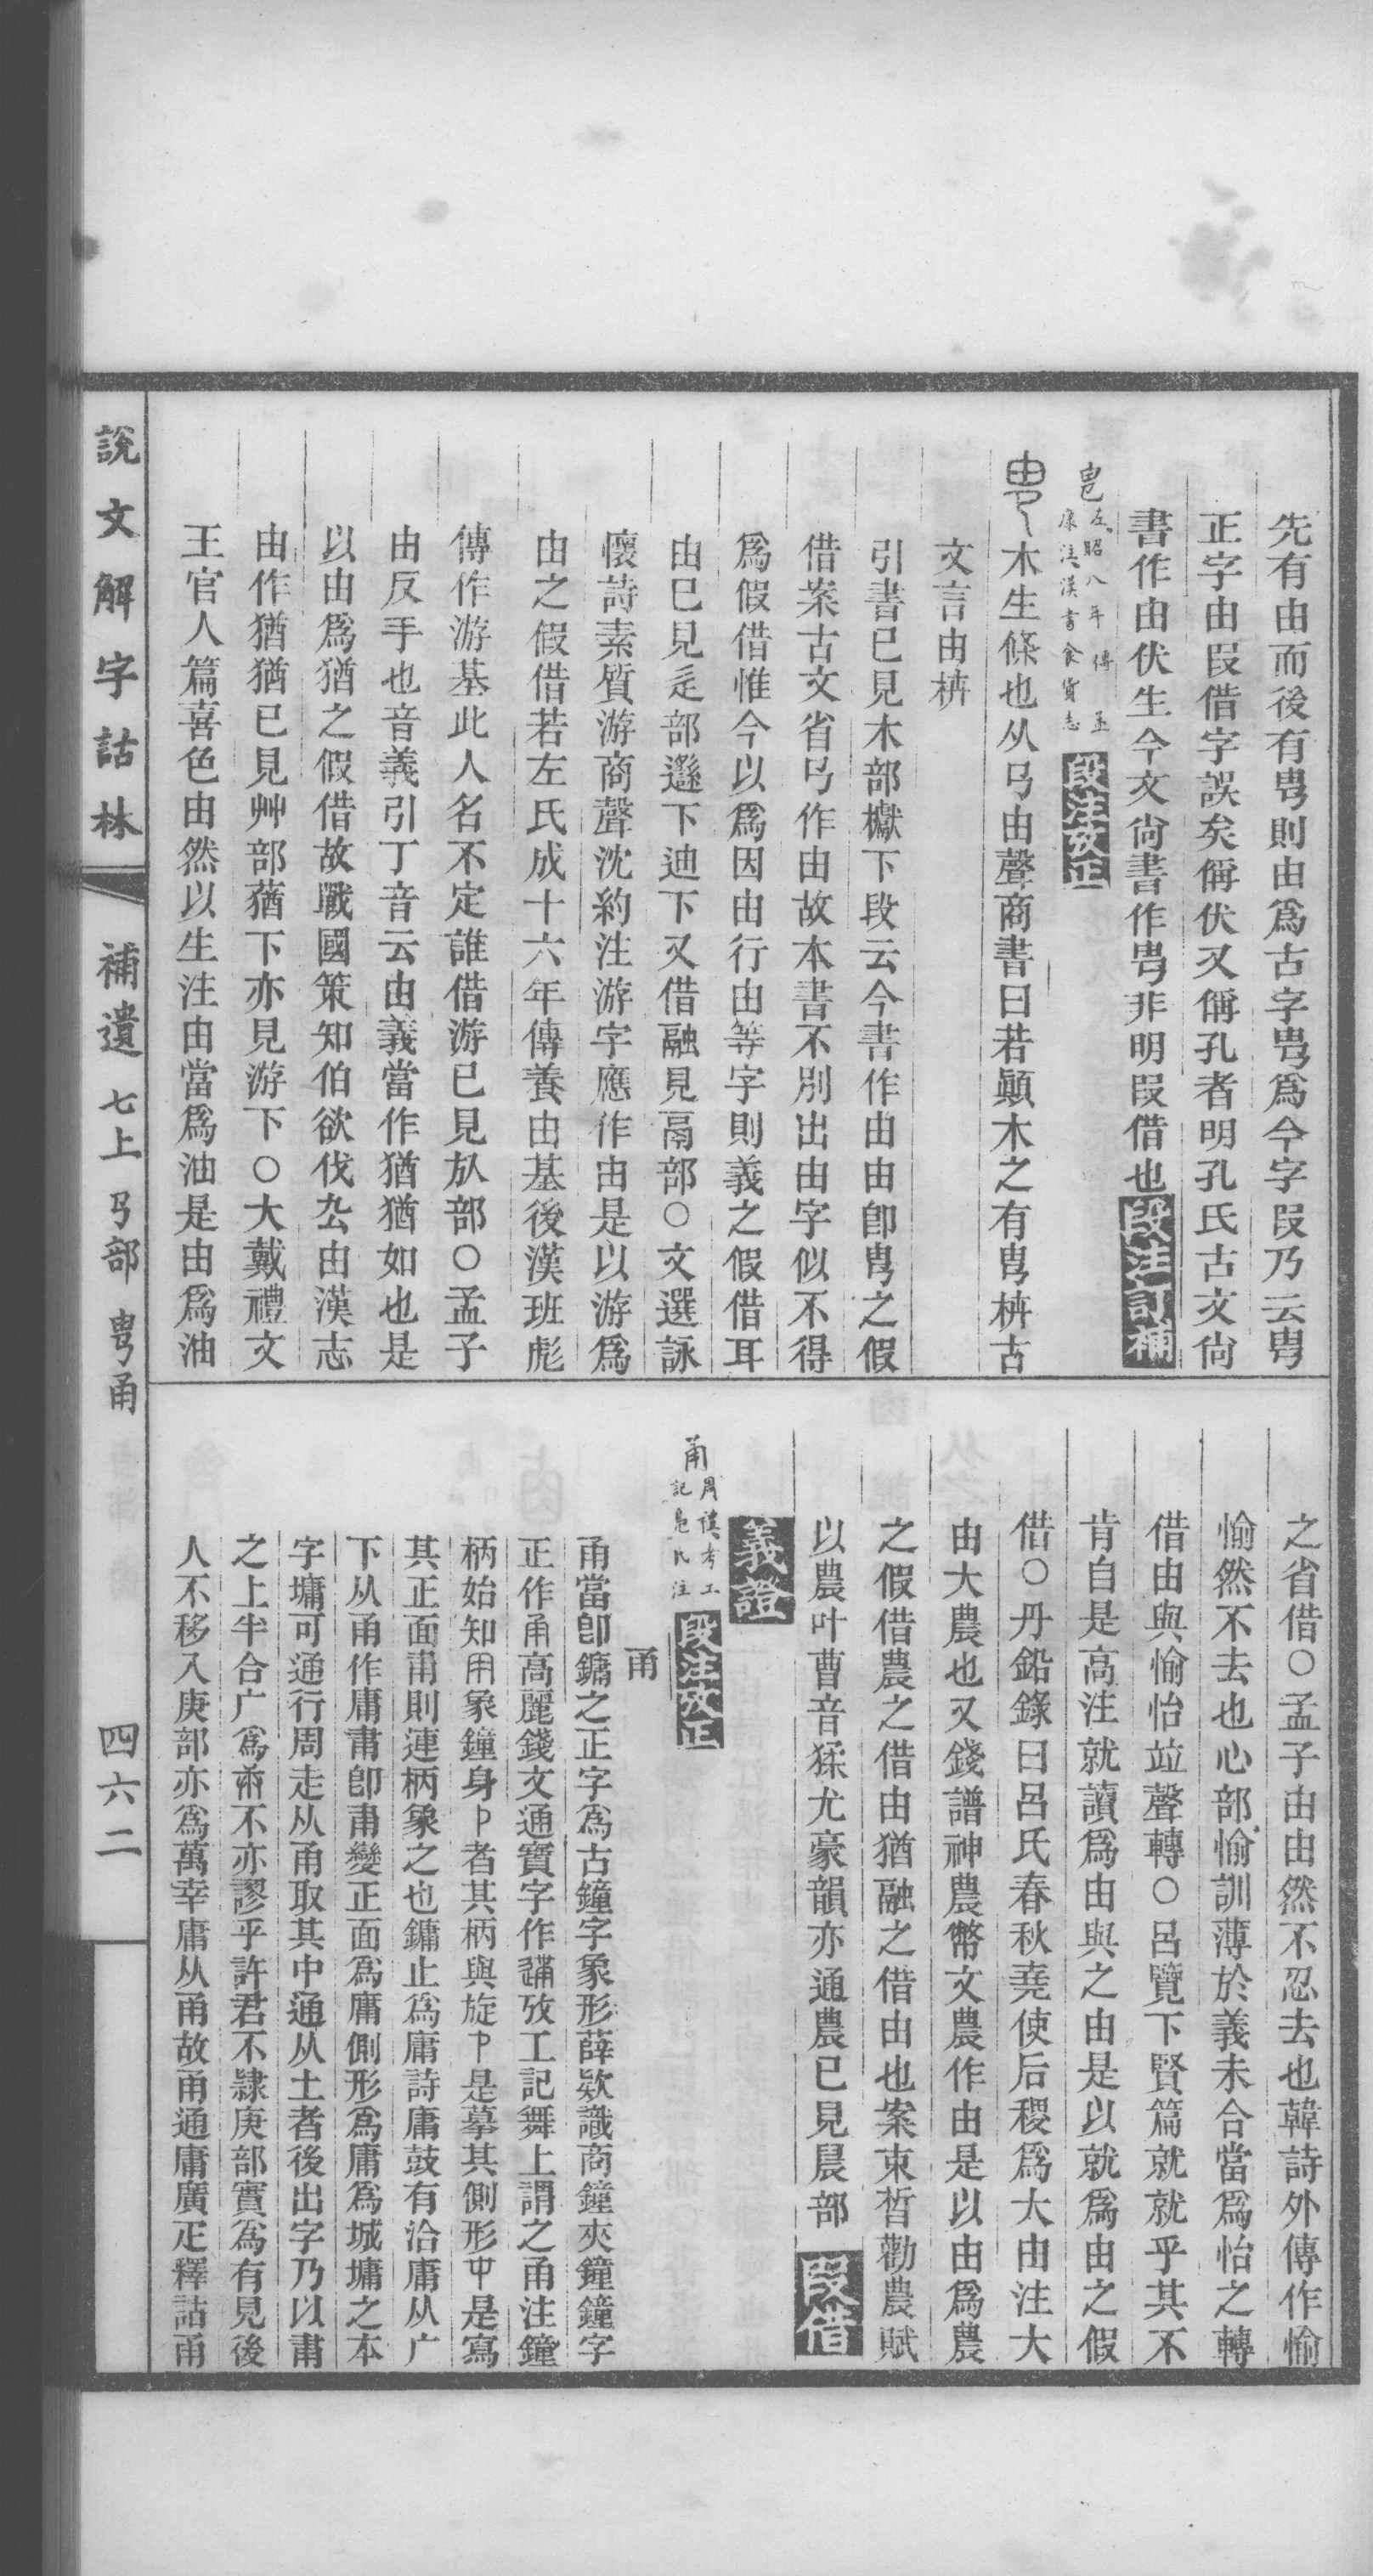 先有由而後有𢍿則由爲古字𢍿爲今字叚乃云𢍿
正字由叚借字誤矣稱伏又稱孔者明孔氏古文尙
書作由伏生今文尙書作𢍿非明叚借也段注訂補
左昭八年傳 孟
康注漢書食貨志
段注攷正
木生條也从𢎘由聲商書曰若顚木之有𢍿枿古
文言由枿
引書已見木部㰀下段云今書作由由卽𢍿之假
借案古文省𢎘作由故本書不別出由字似不得
爲假借惟今以爲因由行由等字則義之假借耳
由已見辵部遜下迪下又借融見鬲部○文選詠
懷詩素質游商聲沈約注游字應作由是以游爲
由之假借若左氏成十六年傳養由基後漢班彪
傳作游基此人名不定誰借游已見㫃部○孟子
由反手也音義引丁音云由義當作猶猶如也是
以由爲猶之假借故戰國策知伯欲伐厹由漢志
由作猶猶已見艸部蕕下亦見游下○大戴禮文
王官人篇喜色由然以生注由當爲油是由爲油
之省借○孟子由由然不忍去也韓詩外傳作愉
愉然不去也心部愉訓薄於義未合當爲怡之轉
借由與愉怡竝聲轉○呂覽下賢篇就就乎其不
肯自是高注就讀爲由與之由是以就爲由之假
借○丹鉛錄曰呂氏春秋堯使后稷爲大由注大
由大農也又錢譜神農幣文農作由是以由爲農
之假借農之借由猶融之借由也案束晳勸農賦
以農叶曹音猱尤豪韻亦通農已見晨部 叚借
義證
甬
周禮考工
記鳧氏注
段注攷正
甬
甬當卽鏞之正字爲古鐘字象形薛欵識商鐘夾鐘鐘字
正作甬高麗錢文通寶字作𨔝攷工記舞上謂之甬注鐘
柄始知用象鐘身卩者其柄與旋卩是摹其側形是寫
其正面甫則連柄象之也鏞止爲庸詩庸鼓有洽庸从广
下从甬作庸𤰈卽甫變正面爲庸側形爲庸爲城墉之本
字墉可通行周走从甬取其中通从土者後出字乃以𤰈
之上半合广爲不亦謬乎許君不隷庚部實爲有見後
人不移入庚部亦爲萬幸庸从甬故甬通庸廣疋釋詁甬
說文解字詁林 補遺 七上 𢎘部 𢍿甬 四六二